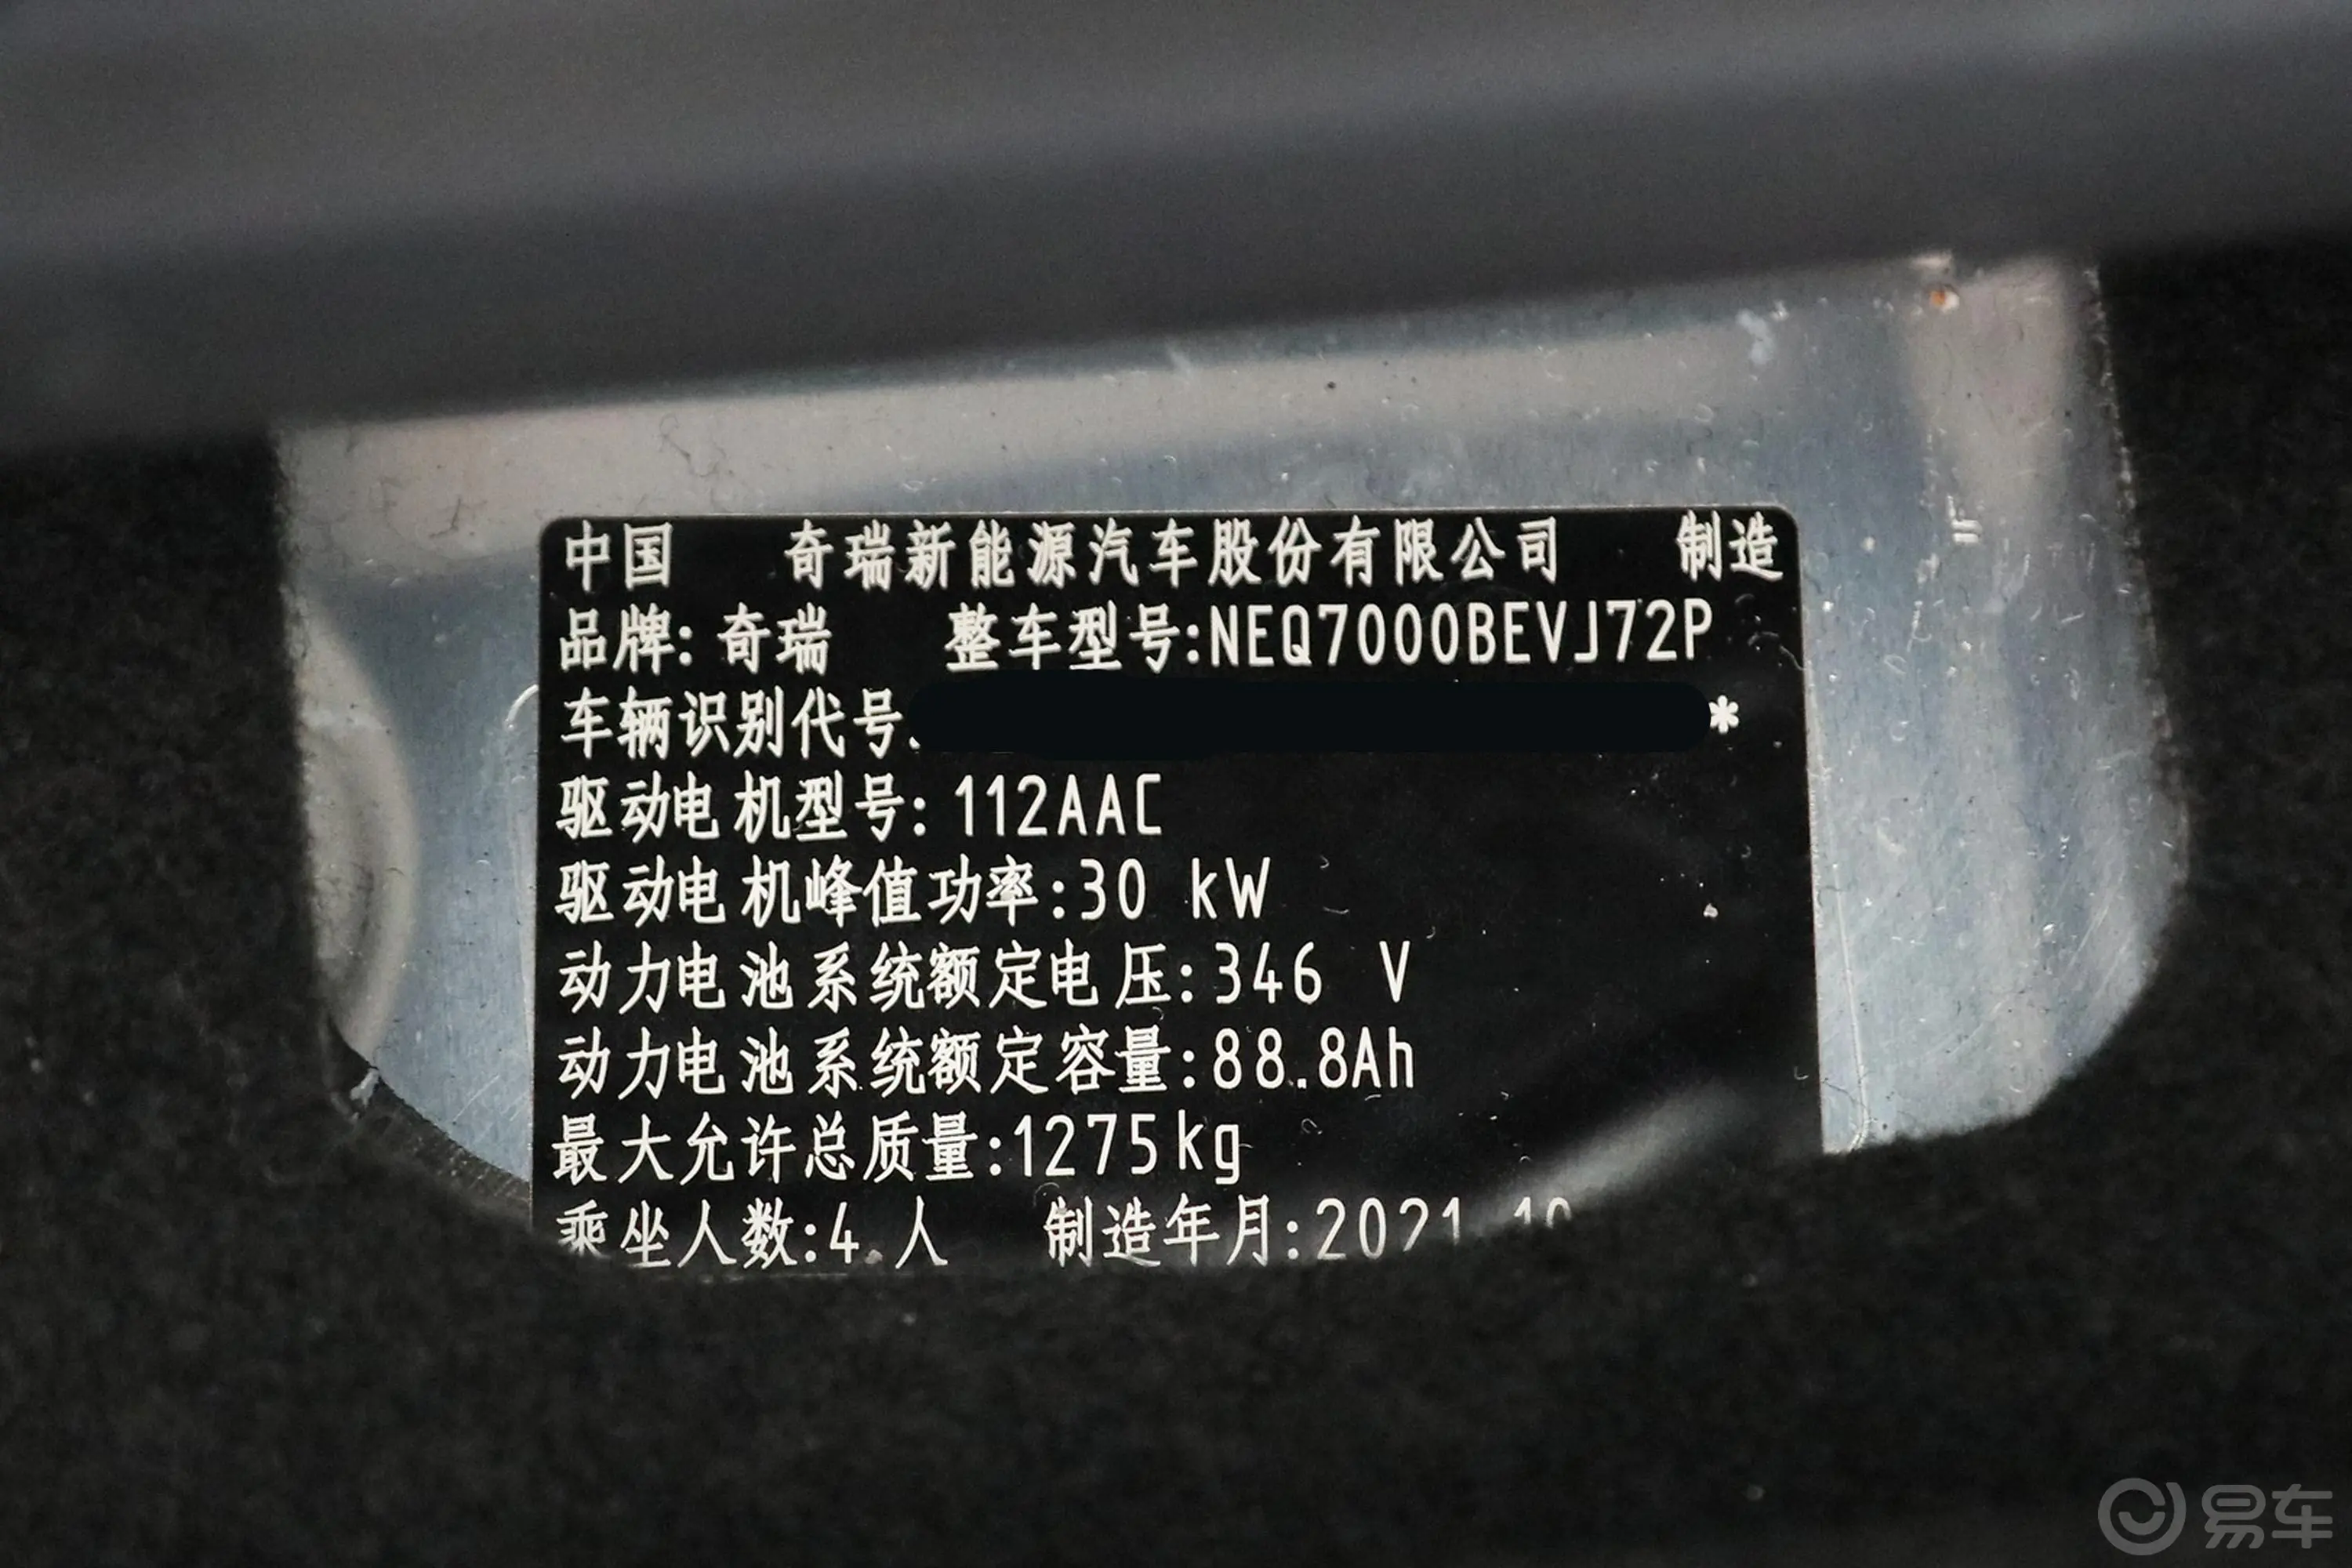 中国 奇瑞新能源汽车股份有限公司 制造
品牌: 奇瑞 整车型号:NEQ7000BEVJ72P
车辆识别代号: *
驱动电机型号: 112AAC
驱动电机峰值功率:30 kW
动力电池系统额定电压:346 V
动力电池系统额定容量:88.8Ah
最大允许总质量:1275kg
乘坐人数:4 人 制造年月:2021 10
易车